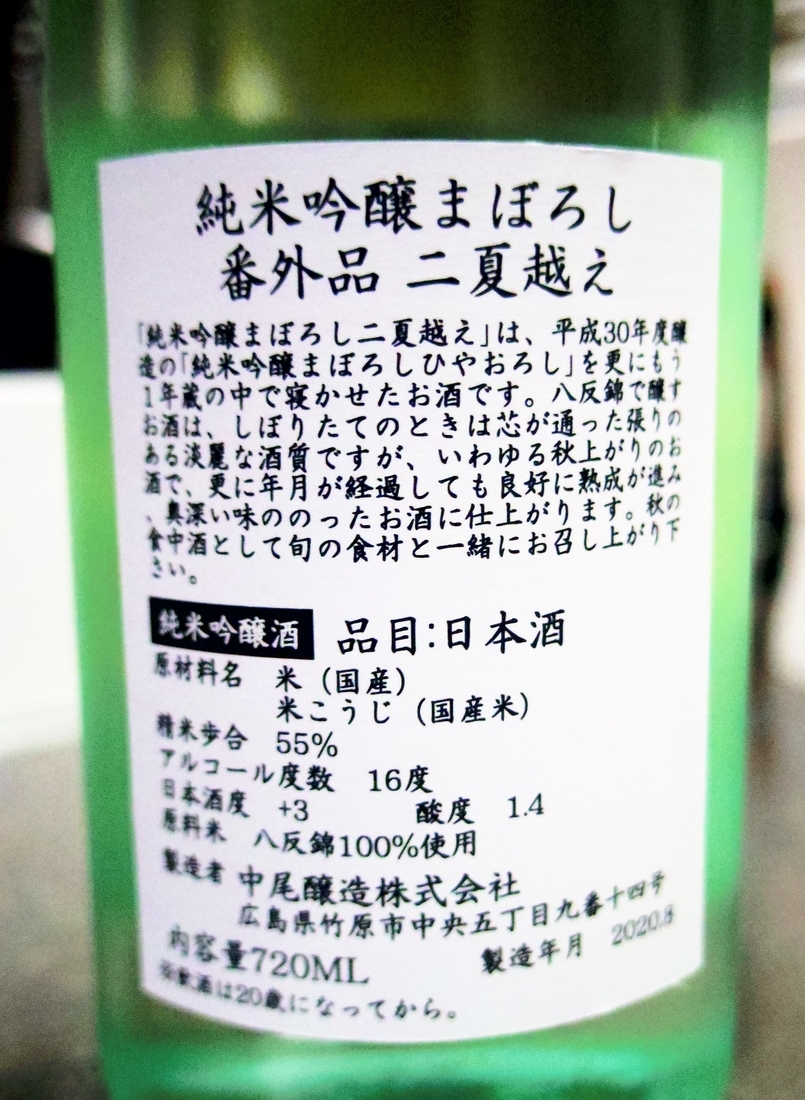 純米吟醸まぼろし
番外品 二夏越え
「純米吟醸まぼろし二夏越え」は、平成30年度醸
造の「純米吟醸まぼろしひやおろし」を更にもう
1年蔵の中で寝かせたお酒です。八反錦で醸す
お酒は、しぼりたてのときは芯が通った張りの
ある淡麗な酒質ですが、いわゆる秋上がりのお
酒で、更に年月が経過しても良好に熟成が進み
、奥深い味ののったお酒に仕上がります。秋の
食中酒として旬の食材と一緒にお召し上がり下
さい。
純米吟醸酒 品目:日本酒
原材料名 米（国産）
米こうじ（国産米）
精米歩合 55%
アルコール度数 16度
日本酒度 +3 酸度 1.4
原料米 八反錦100%使用
製造者 中尾醸造株式会社
広島県竹原市中央五丁目九番十四号
内容量720ML 製造年月 2020.8
※飲酒は20歳になってから。